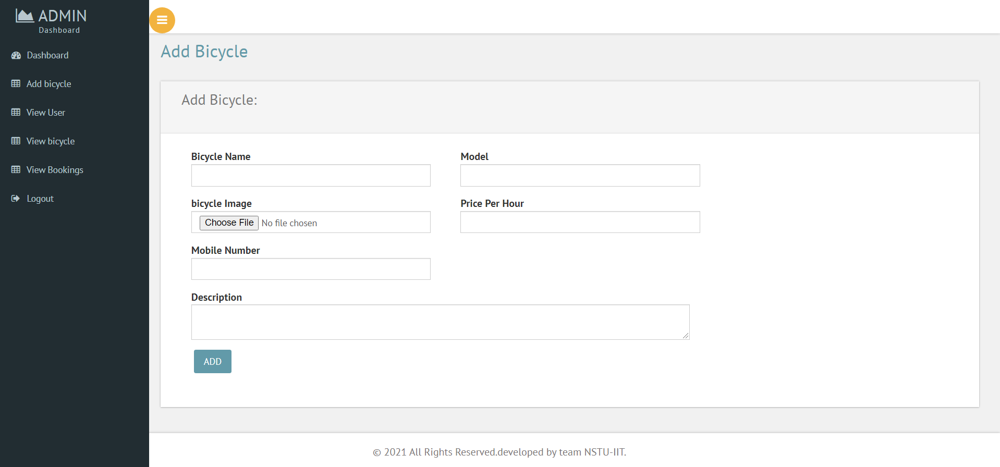 ADMIN
Dashboard
Dashboard
Add bicycle
View User
View bicycle
View Bookings
Logout
Add Bicycle
Add Bicycle:
Bicycle Name
Model
bicycle Image
Price Per Hour
Choose File No file chosen
Mobile Number
Description
ADD
© 2021 All Rights Reserved.developed by team NSTU-IIT.